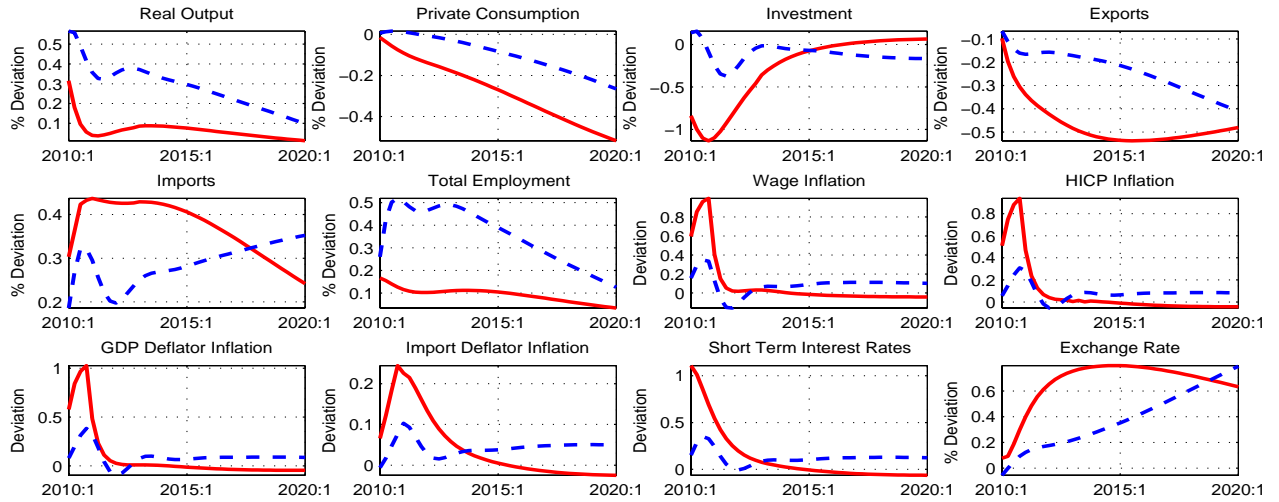 Real Output
Private Consumption
Investment
Exports
% Deviation
0.5
0.4
0.3
0.2
0.1
2010:1 2015:1 2020:1
% Deviation
0
−0.2
−0.4
2010:1 2015:1 2020:1
% Deviation
0
−0.5
−1
2010:1 2015:1 2020:1
% Deviation
−0.1
−0.2
−0.3
−0.4
−0.5
2010:1 2015:1 2020:1
Imports
Total Employment
Wage Inflation
HICP Inflation
% Deviation
0.4
0.3
0.2
2010:1 2015:1 2020:1
% Deviation
0.5
0.4
0.3
0.2
0.1
2010:1 2015:1 2020:1
Deviation
0.8
0.6
0.4
0.2
0
2010:1 2015:1 2020:1
Deviation
0.8
0.6
0.4
0.2
0
2010:1 2015:1 2020:1
GDP Deflator Inflation
Import Deflator Inflation
Short Term Interest Rates
Exchange Rate
Deviation
1
0.5
0
2010:1 2015:1 2020:1
Deviation
0.2
0.1
0
2010:1 2015:1 2020:1
Deviation
1
0.5
0
2010:1 2015:1 2020:1
% Deviation
0.6
0.4
0.2
0
2010:1 2015:1 2020:1